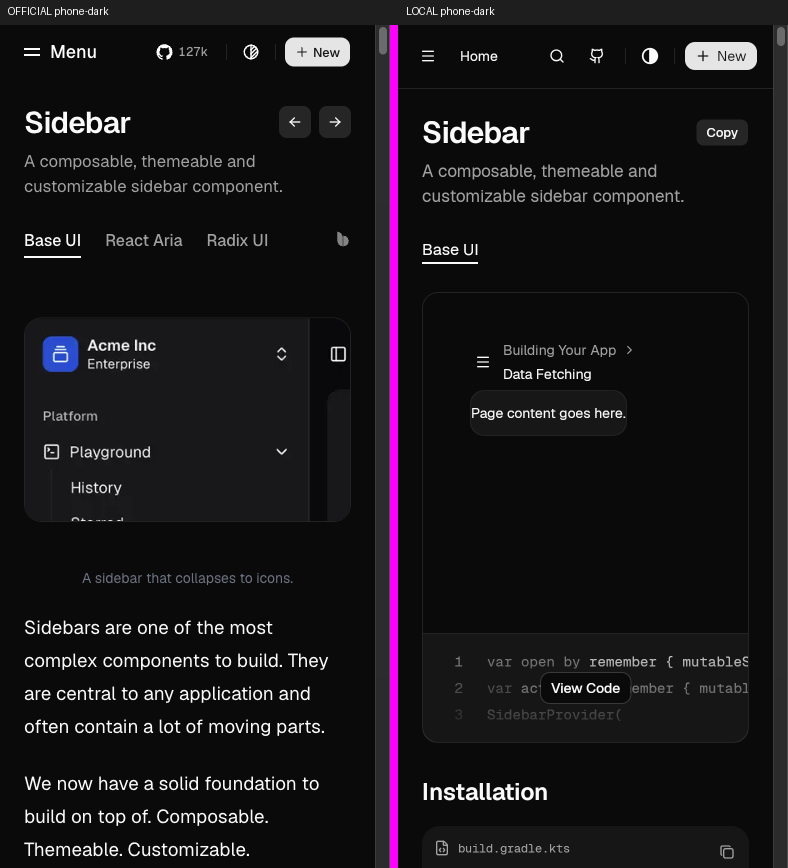 OFFICIAL phone-dark
Menu
127k
New
Sidebar
A composable, themeable and
customizable sidebar component.
Base UI
React Aria
Radix UI
Acme Inc
Enterprise
Platform
Playground
History
Starred
A sidebar that collapses to icons.
Sidebars are one of the most
complex components to build. They
are central to any application and
often contain a lot of moving parts.
We now have a solid foundation to
build on top of. Composable.
Themeable. Customizable.
LOCAL phone-dark
Home
New
Sidebar
Copy
A composable, themeable and
customizable sidebar component.
Base UI
Building Your App
Data Fetching
Page content goes here.
1 var open by remember { mutableS
2 var act
View Code
ember { mutabl
3 SidebarProvider(
Installation
build.gradle.kts